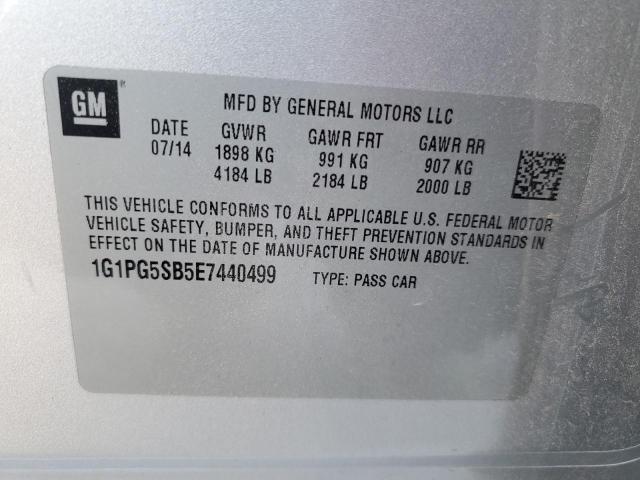 GM
MFD BY GENERAL MOTORS LLC
DATE GVWR GAWR FRT GAWR RR
07/14 1898 KG 991 KG 907 KG
4184 LB 2184 LB 2000 LB
THIS VEHICLE CONFORMS TO ALL APPLICABLE U.S. FEDERAL MOTOR
VEHICLE SAFETY, BUMPER, AND THEFT PREVENTION STANDARDS IN
EFFECT ON THE DATE OF MANUFACTURE SHOWN ABOVE.
1G1PG5SB5E7440499 TYPE: PASS CAR